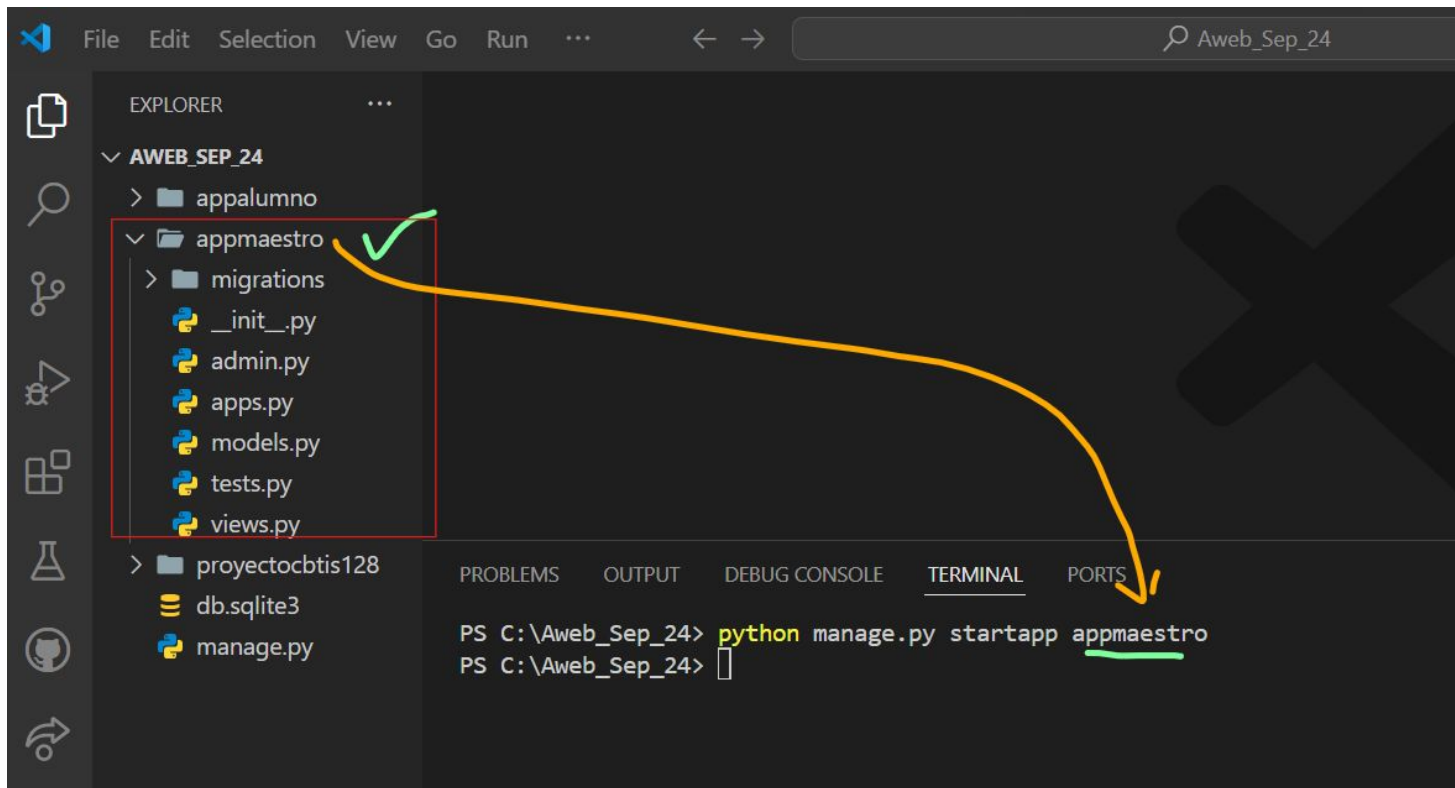 File Edit Selection View Go Run ··· ← → Aweb_Sep_24
EXPLORER ···
AWEB_SEP_24
appalumno
appmaestro
migrations
__init__.py
admin.py
apps.py
models.py
tests.py
views.py
proyectocbtis128
db.sqlite3
manage.py
PROBLEMS OUTPUT DEBUG CONSOLE TERMINAL PORTS
PS C:\Aweb_Sep_24> python manage.py startapp appmaestro
PS C:\Aweb_Sep_24>